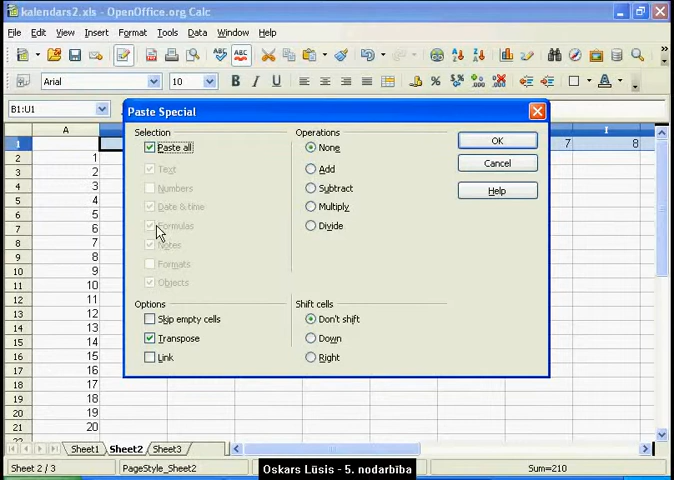 kalendars2.xls - OpenOffice.org Calc
File Edit View Insert Format Tools Data Window Help
Arial 10
B1:U1
Paste Special
Selection
Paste all
Text
Numbers
Date & time
Formulas
Notes
Formats
Objects
Operations
None
Add
Subtract
Multiply
Divide
OK
Cancel
Help
Options
Skip empty cells
Transpose
Link
Shift cells
Don't shift
Down
Right
A I
1 7 8
2 1
3 2
4 3
5 4
6 5
7 6
8 7
9 8
10 9
11 10
12 11
13 12
14 13
15 14
16 15
17 16
18 17
19 18
20 19
21 20
22
Sheet1 Sheet2 Sheet3
Sheet 2 / 3 PageStyle_Sheet2 Sum=210
Oskars Lūsis - 5. nodarbība